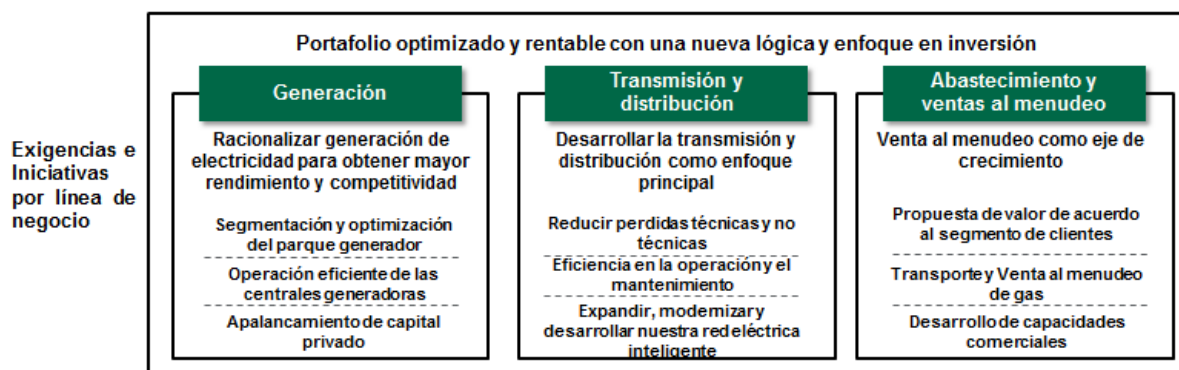 Portafolio optimizado y rentable con una nueva lógica y enfoque en inversión
Exigencias e
Iniciativas
por línea de
negocio
Generación
Racionalizar generación de
electricidad para obtener mayor
rendimiento y competitividad
Segmentación y optimización
del parque generador
Operación eficiente de las
centrales generadoras
Apalancamiento de capital
privado
Transmisión y
distribución
Desarrollar la transmisión y
distribución como enfoque
principal
Reducir perdidas técnicas y no
técnicas
Eficiencia en la operación y el
mantenimiento
Expandir, modernizar y
desarrollar nuestra red eléctrica
inteligente
Abastecimiento y
ventas al menudeo
Venta al menudeo como eje de
crecimiento
Propuesta de valor de acuerdo
al segmento de clientes
Transporte y Venta al menudeo
de gas
Desarrollo de capacidades
comerciales